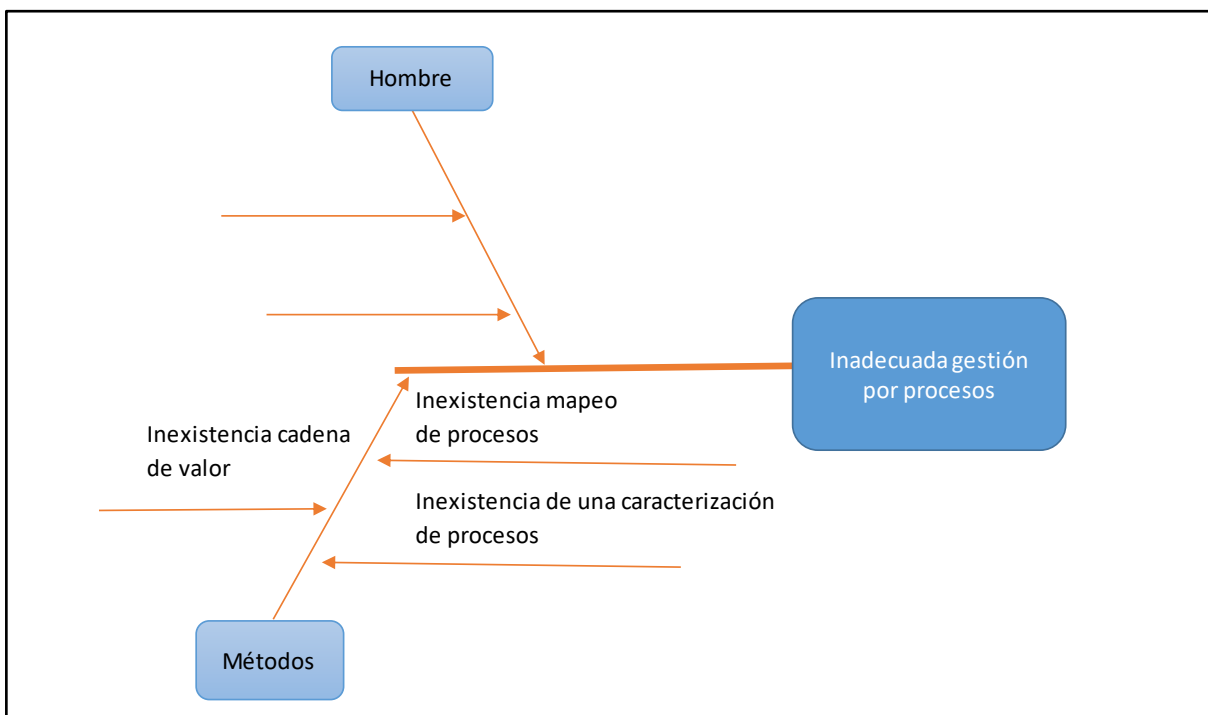 Hombre
Inadecuada gestión
por procesos
Inexistencia mapeo
de procesos
Inexistencia cadena
de valor
Inexistencia de una caracterización
de procesos
Métodos